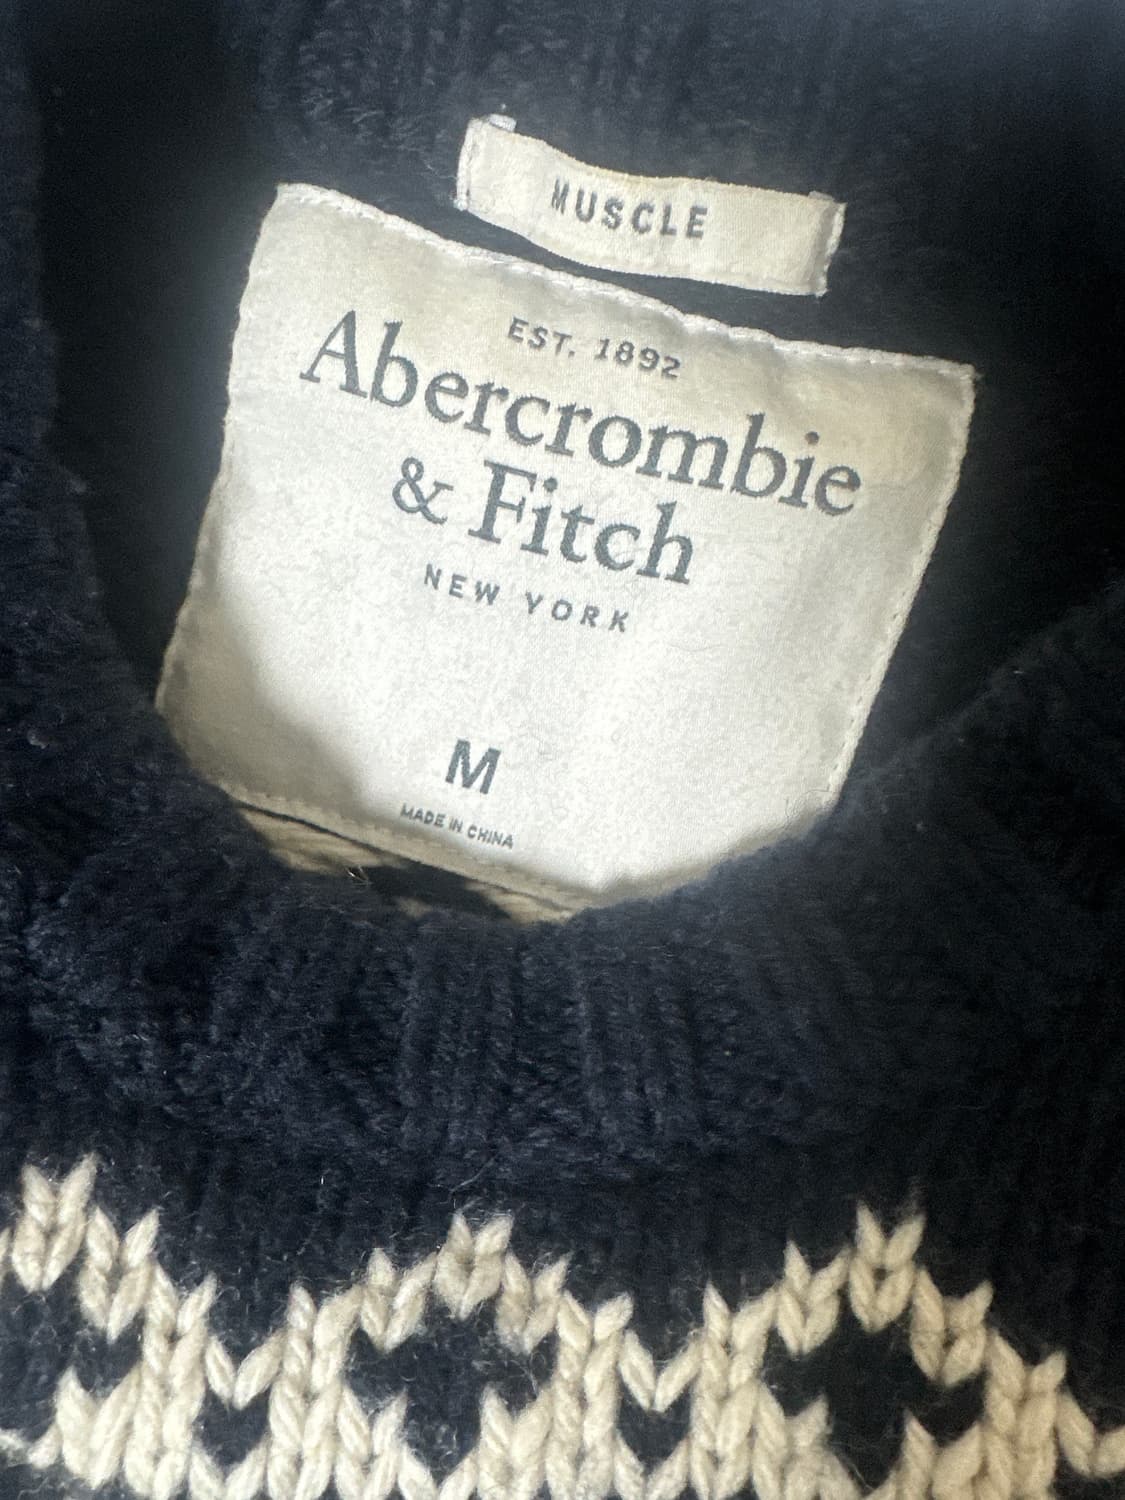 MUSCLE
EST. 1892
Abercrombie
& Fitch
NEW YORK
M
MADE IN CHINA